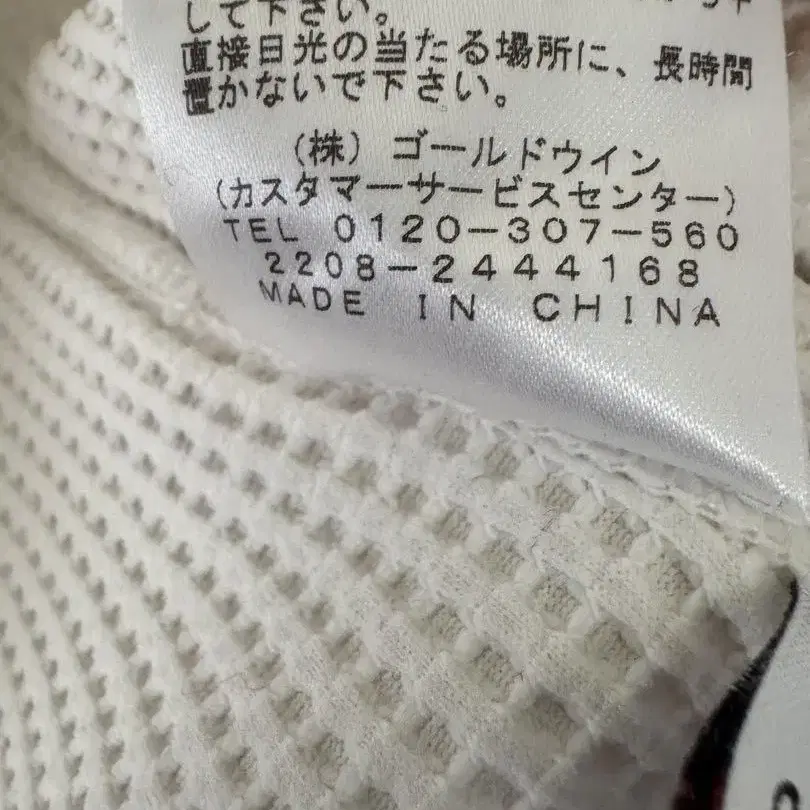 して下さい。
直接日光の当たる場所に、長時間
置かないで下さい。
(株) ゴールドウイン
(カスタマーサービスセンター)
TEL 0120-307-560
2208-2444168
MADE IN CHINA